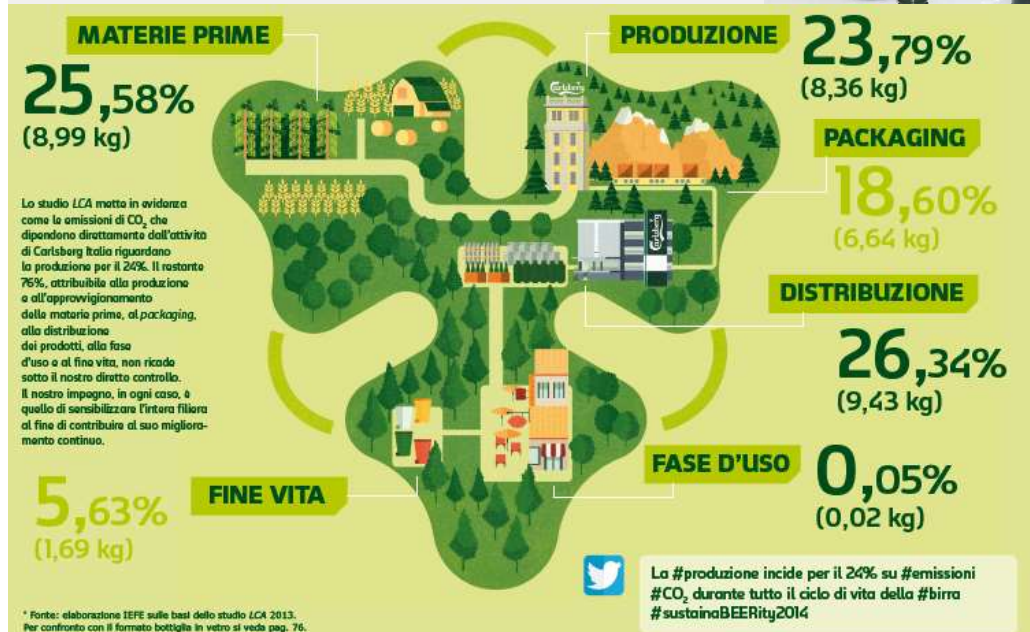 MATERIE PRIME
25,58%
(8,99 kg)
PRODUZIONE
23,79%
(8,36 kg)
Carlsberg
PACKAGING
18,60%
(6,64 kg)
Carlsberg
DISTRIBUZIONE
26,34%
(9,43 kg)
Lo studio LCA mette in evidenza
come le emissioni di CO₂ che
dipendono direttamente dall'attività
di Carlsberg Italia riguardano
la produzione per il 24%. Il restante
76%, attribuibile alla produzione
e all'approvvigionamento
delle materie prime, al packaging,
alla distribuzione
dei prodotti, alla fase
d'uso e al fine vita, non ricade
sotto il nostro diretto controllo.
Il nostro impegno, in ogni caso, è
quello di sensibilizzare l'intera filiera
al fine di contribuire al suo migliora-
mento continuo.
FASE D'USO
0,05%
(0,02 kg)
FINE VITA
5,63%
(1,69 kg)
La #produzione incide per il 24% su #emissioni
#CO₂ durante tutto il ciclo di vita della #birra
#sustainaBEERity2014
* Fonte: elaborazione IEFE sulle basi dello studio LCA 2013.
Per confronto con il formato bottiglia in vetro si veda pag. 76.